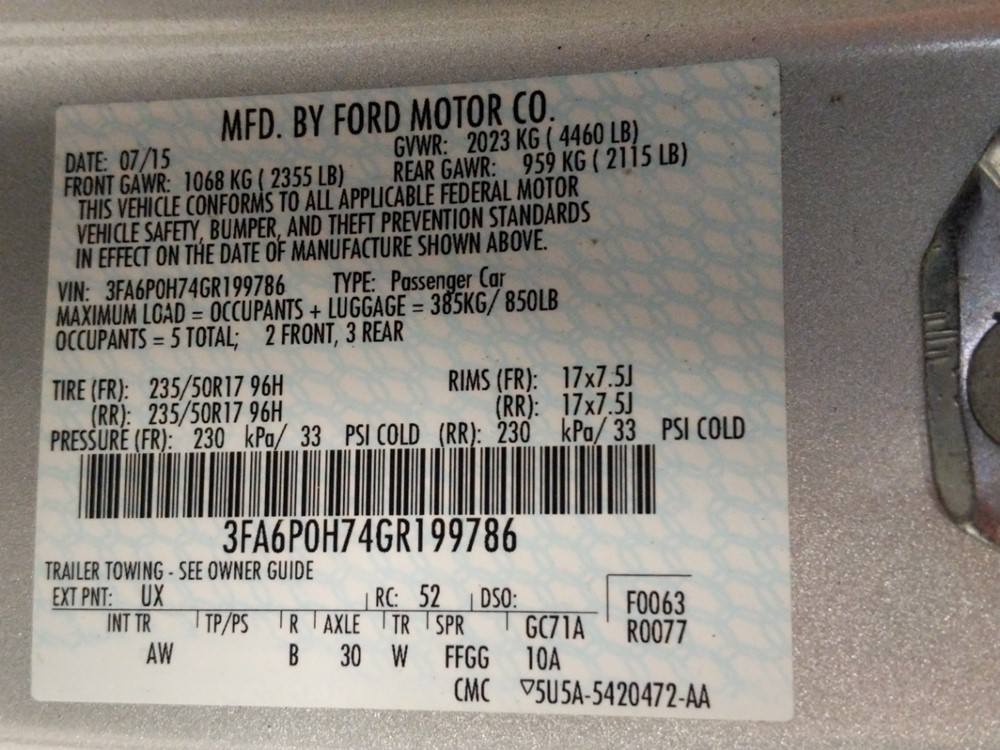 MFD. BY FORD MOTOR CO.
DATE: 07/15 GVWR: 2023 KG ( 4460 LB)
FRONT GAWR: 1068 KG ( 2355 LB) REAR GAWR: 959 KG ( 2115 LB)
THIS VEHICLE CONFORMS TO ALL APPLICABLE FEDERAL MOTOR
VEHICLE SAFETY, BUMPER, AND THEFT PREVENTION STANDARDS
IN EFFECT ON THE DATE OF MANUFACTURE SHOWN ABOVE.
VIN: 3FA6P0H74GR199786 TYPE: Passenger Car
MAXIMUM LOAD = OCCUPANTS + LUGGAGE = 385KG/ 850LB
OCCUPANTS = 5 TOTAL; 2 FRONT, 3 REAR
TIRE (FR): 235/50R17 96H RIMS (FR): 17x7.5J
(RR): 235/50R17 96H (RR): 17x7.5J
PRESSURE (FR): 230 kPa/ 33 PSI COLD (RR): 230 kPa/ 33 PSI COLD
3FA6P0H74GR199786
TRAILER TOWING - SEE OWNER GUIDE
EXT PNT: UX RC: 52 DSO: F0063
INT TR TP/PS R AXLE TR SPR GC71A R0077
AW B 30 W FFGG 10A
CMC ▽5U5A-5420472-AA